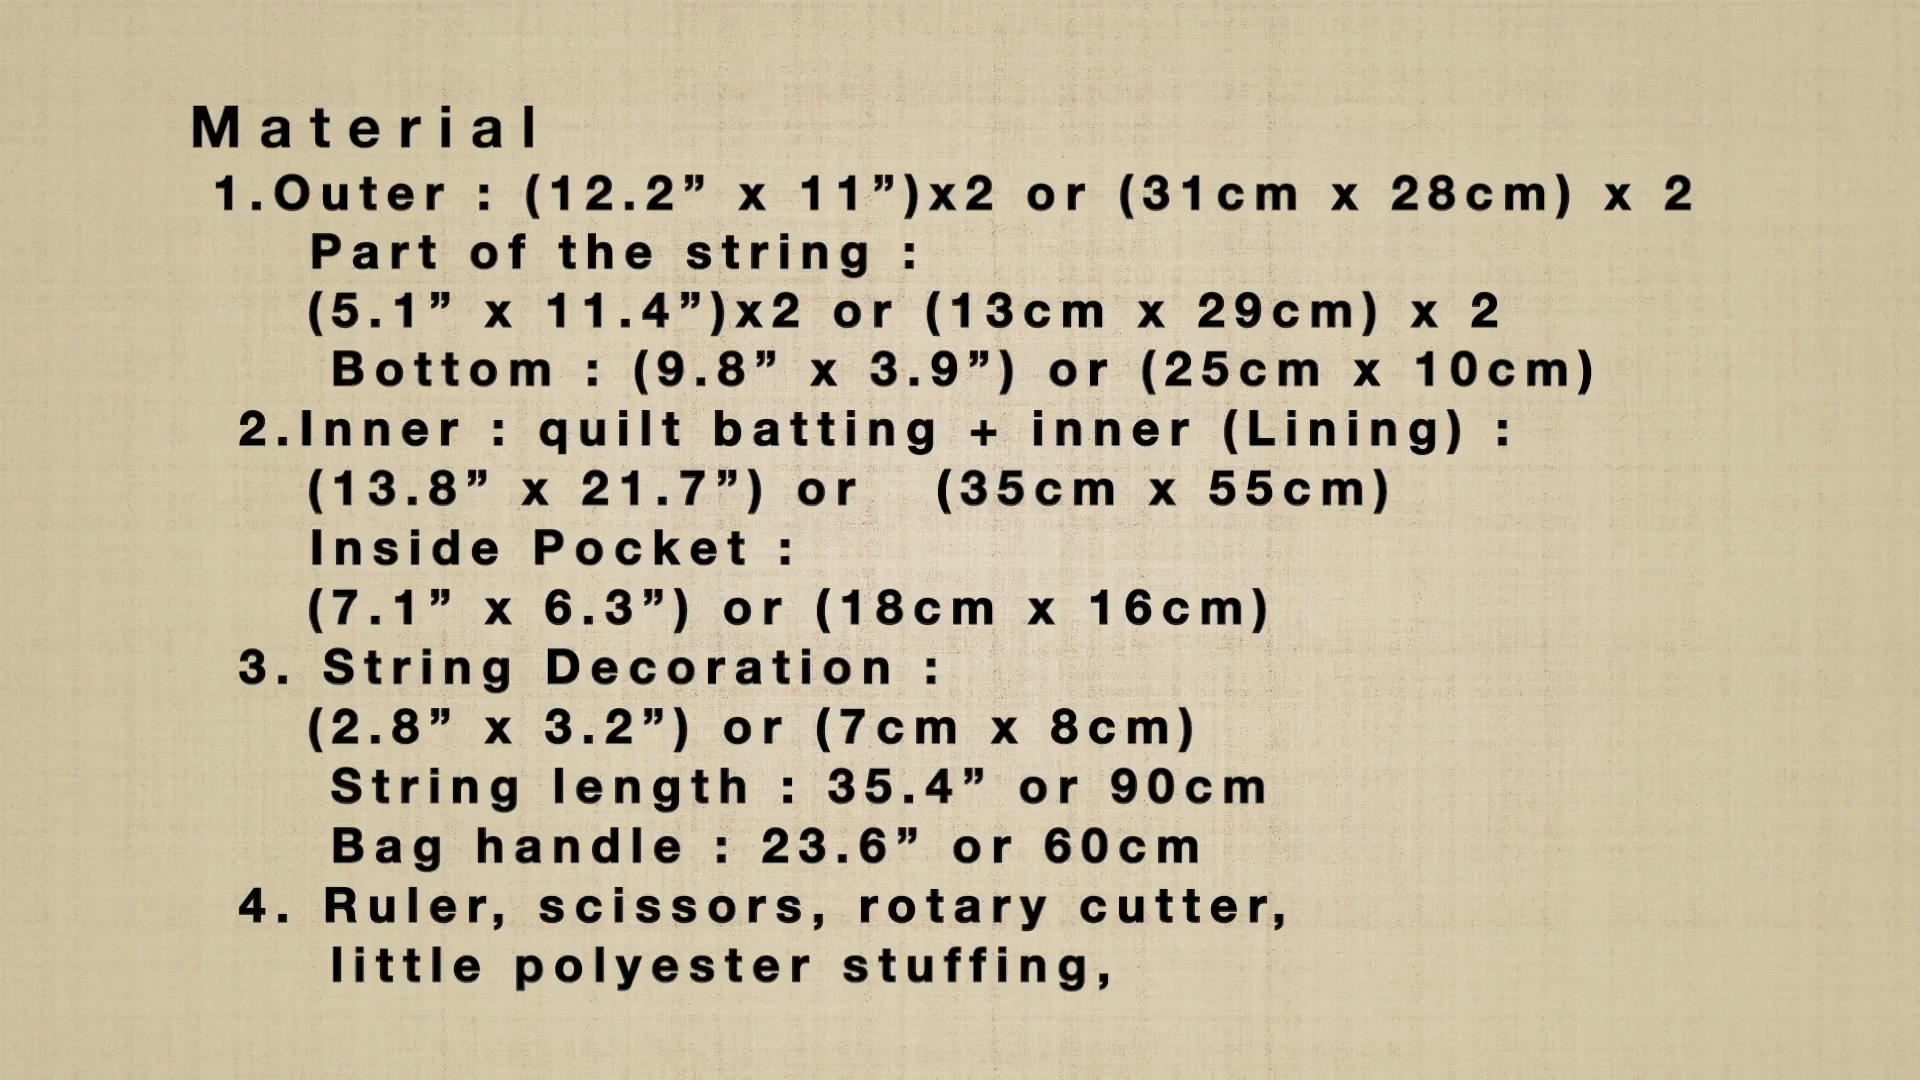 Material
1.Outer : (12.2” x 11”)x2 or (31cm x 28cm) x 2
Part of the string :
(5.1” x 11.4”)x2 or (13cm x 29cm) x 2
Bottom : (9.8” x 3.9”) or (25cm x 10cm)
2.Inner : quilt batting + inner (Lining) :
(13.8” x 21.7”) or (35cm x 55cm)
Inside Pocket :
(7.1” x 6.3”) or (18cm x 16cm)
3. String Decoration :
(2.8” x 3.2”) or (7cm x 8cm)
String length : 35.4” or 90cm
Bag handle : 23.6” or 60cm
4. Ruler, scissors, rotary cutter,
little polyester stuffing,